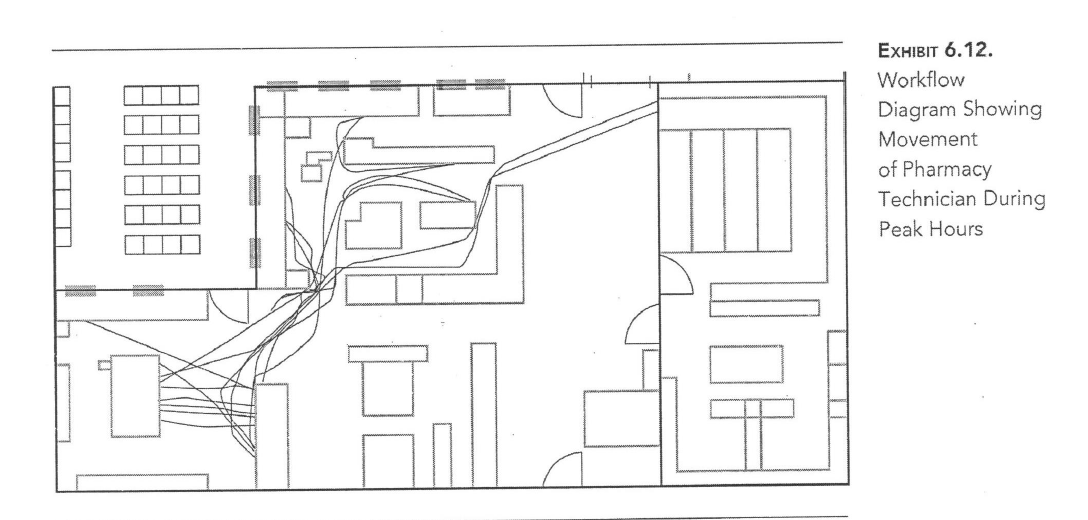 EXHIBIT 6.12.
Workflow
Diagram Showing
Movement
of Pharmacy
Technician During
Peak Hours